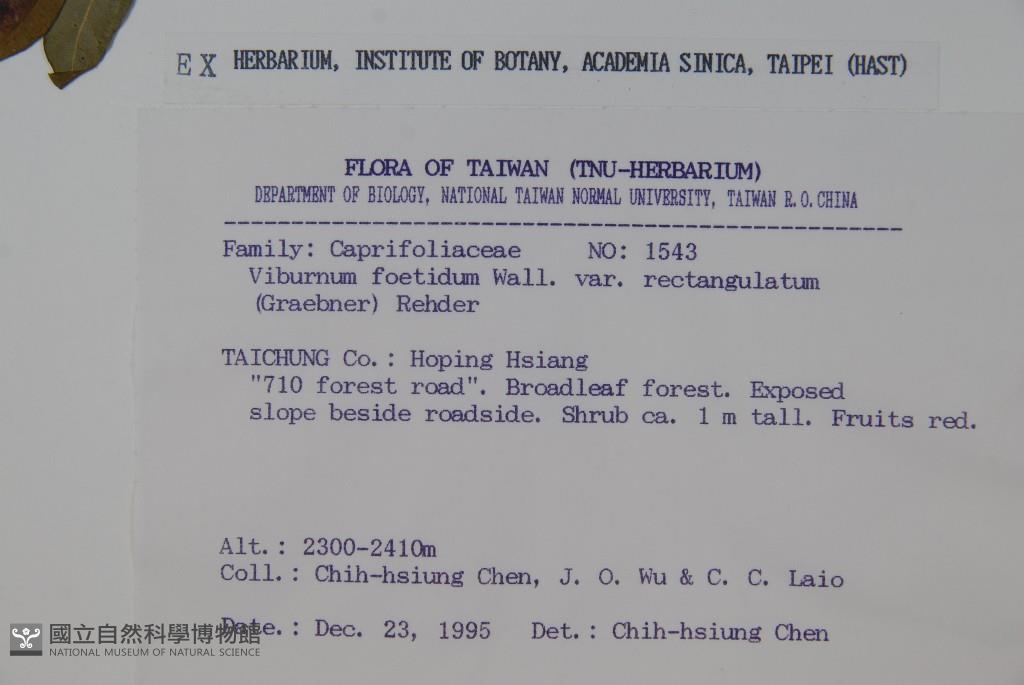 EX HERBARIUM, INSTITUTE OF BOTANY, ACADEMIA SINICA, TAIPEI (HAST)
FLORA OF TAIWAN (TNU-HERBARIUM)
DEPARTMENT OF BIOLOGY, NATIONAL TAIWAN NORMAL UNIVERSITY, TAIWAN R.O.CHINA
Family: Caprifoliaceae NO: 1543
Viburnum foetidum Wall. var. rectangulatum
(Graebner) Rehder
TAICHUNG Co.: Hoping Hsiang
"710 forest road". Broadleaf forest. Exposed
slope beside roadside. Shrub ca. 1 m tall. Fruits red.
Alt.: 2300-2410m
Coll.: Chih-hsiung Chen, J. O. Wu & C. C. Laio
Date.: Dec. 23, 1995 Det.: Chih-hsiung Chen
國立自然科學博物館
NATIONAL MUSEUM OF NATURAL SCIENCE